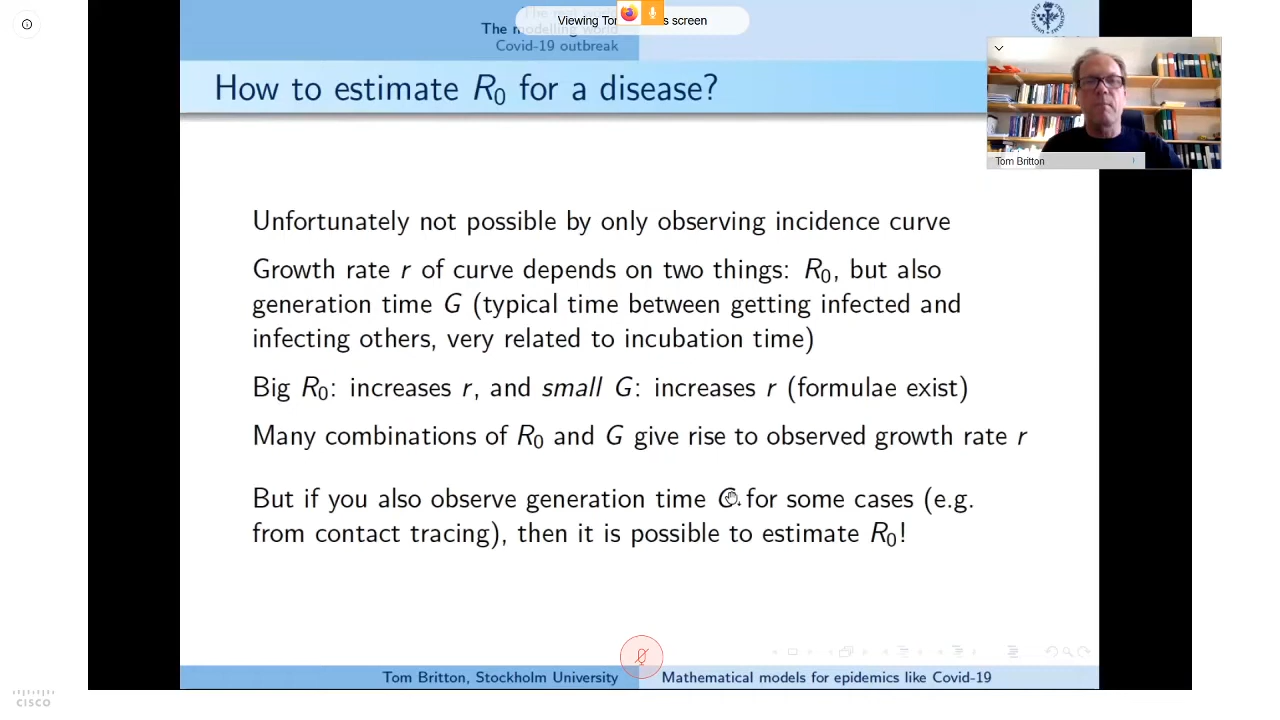 The real world
Viewing Tor
s screen
The modelling world
Covid-19 outbreak
How to estimate R0 for a disease?
Tom Britton
Unfortunately not possible by only observing incidence curve
Growth rate r of curve depends on two things: R0, but also
generation time G (typical time between getting infected and
infecting others, very related to incubation time)
Big R0: increases r, and small G: increases r (formulae exist)
Many combinations of R0 and G give rise to observed growth rate r
But if you also observe generation time G for some cases (e.g.
from contact tracing), then it is possible to estimate R0!
Tom Britton, Stockholm University
Mathematical models for epidemics like Covid-19
CISCO